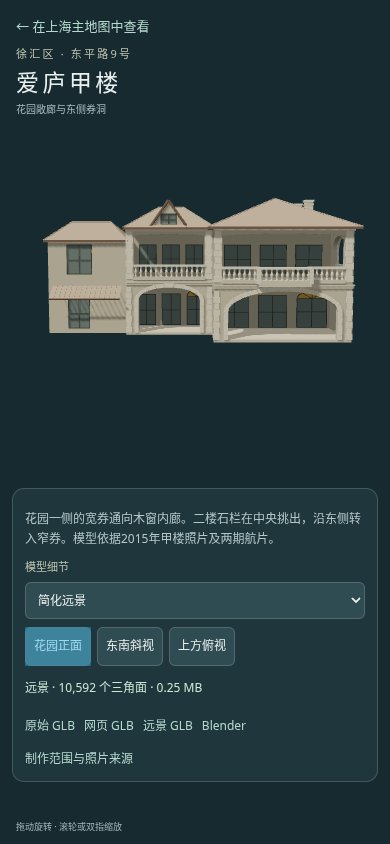 ← 在上海主地图中查看
徐汇区 · 东平路9号
爱庐甲楼
花园敞廊与东侧券洞
花园一侧的宽券通向木窗内廊。二楼石栏在中央挑出，沿东侧转
入窄券。模型依据2015年甲楼照片及两期航片。
模型细节
简化远景
花园正面 东南斜视 上方俯视
远景 · 10,592 个三角面 · 0.25 MB
原始 GLB 网页 GLB 远景 GLB Blender
制作范围与照片来源
拖动旋转 · 滚轮或双指缩放